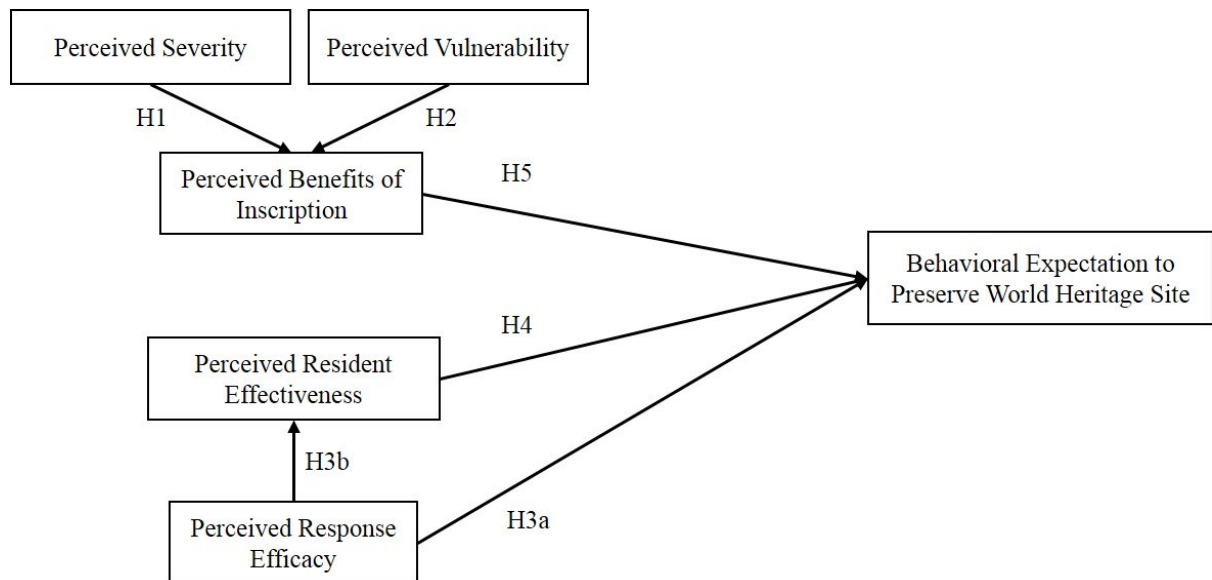 Perceived Severity
Perceived Vulnerability
H1
H2
Perceived Benefits of
Inscription
H5
Behavioral Expectation to
Preserve World Heritage Site
H4
Perceived Resident
Effectiveness
H3b
H3a
Perceived Response
Efficacy